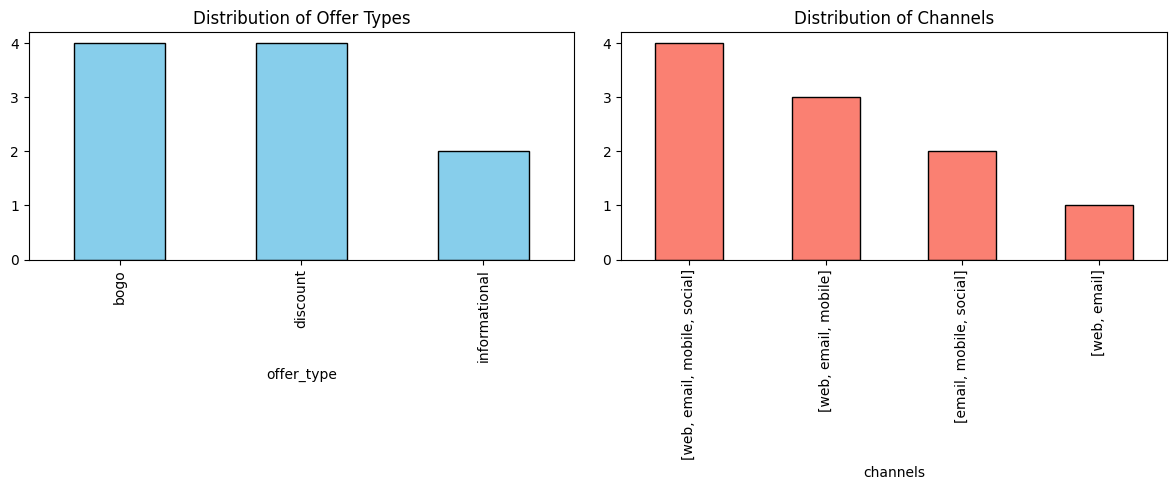 Distribution of Offer Types
4
3
2
1
0
bogo
discount
informational
offer_type
Distribution of Channels
4
3
2
1
0
[web, email, mobile, social]
[web, email, mobile]
[email, mobile, social]
[web, email]
channels